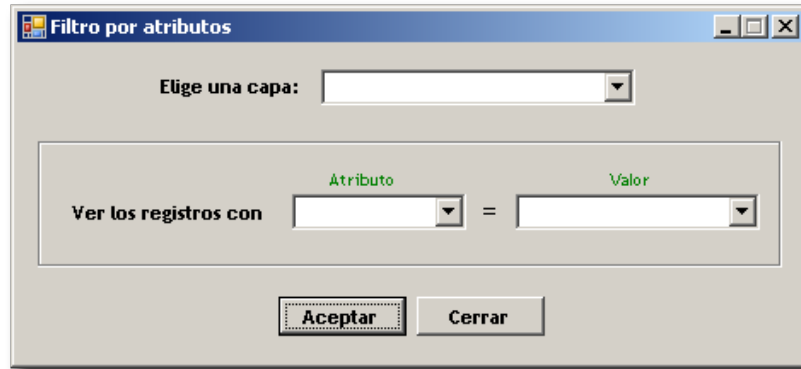 Filtro por atributos
Elige una capa:
Atributo Valor
Ver los registros con =
Aceptar Cerrar